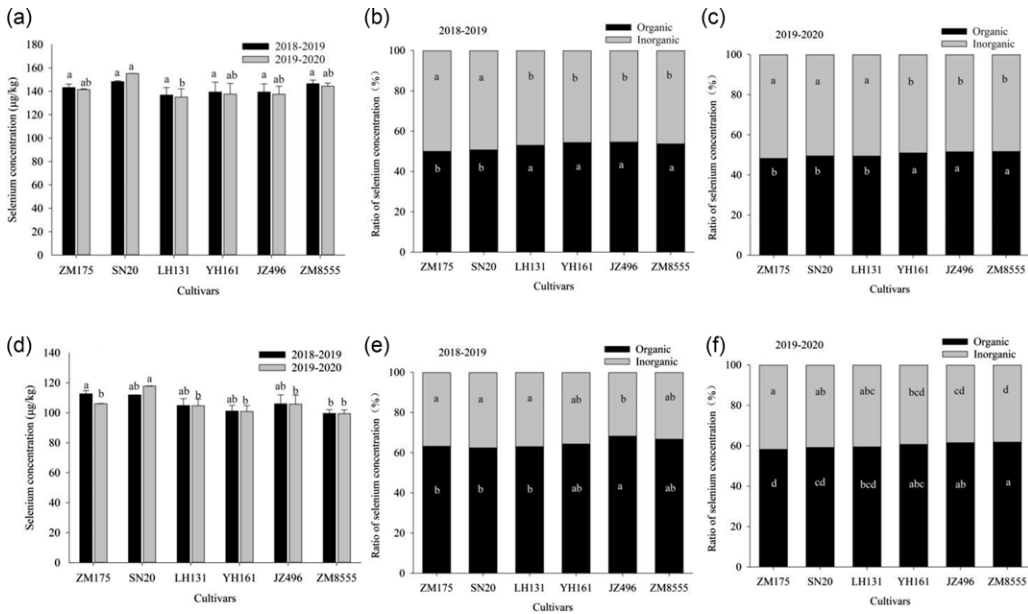 (a)
2018-2019
2019-2020
Selenium concentration (μg/kg)
180
160
140
120
100
80
60
40
20
0
a ab a a a b a ab a ab a ab
ZM175 SN20 LH131 YH161 JZ496 ZM8555
Cultivars
(b)
2018-2019
Organic
Inorganic
Ratio of selenium concentration (%)
100
80
60
40
20
0
a a b b b b
b b a a a a
ZM175 SN20 LH131 YH161 JZ496 ZM8555
Cultivars
(c)
2019-2020
Organic
Inorganic
Ratio of selenium concentration (%)
100
80
60
40
20
0
a a a b b b
b b b a a a
ZM175 SN20 LH131 YH161 JZ496 ZM8555
Cultivars
(d)
2018-2019
2019-2020
Selenium concentration (μg/kg)
140
120
100
80
60
40
20
0
a b ab a ab b ab b ab b b b
ZM175 SN20 LH131 YH161 JZ496 ZM8555
Cultivars
(e)
2018-2019
Organic
Inorganic
Ratio of selenium concentration (%)
100
80
60
40
20
0
a a a ab b ab
b b b ab a ab
ZM175 SN20 LH131 YH161 JZ496 ZM8555
Cultivars
(f)
2019-2020
Organic
Inorganic
Ratio of selenium concentration (%)
100
80
60
40
20
0
a ab abc bcd cd d
d cd bcd abc ab a
ZM175 SN20 LH131 YH161 JZ496 ZM8555
Cultivars